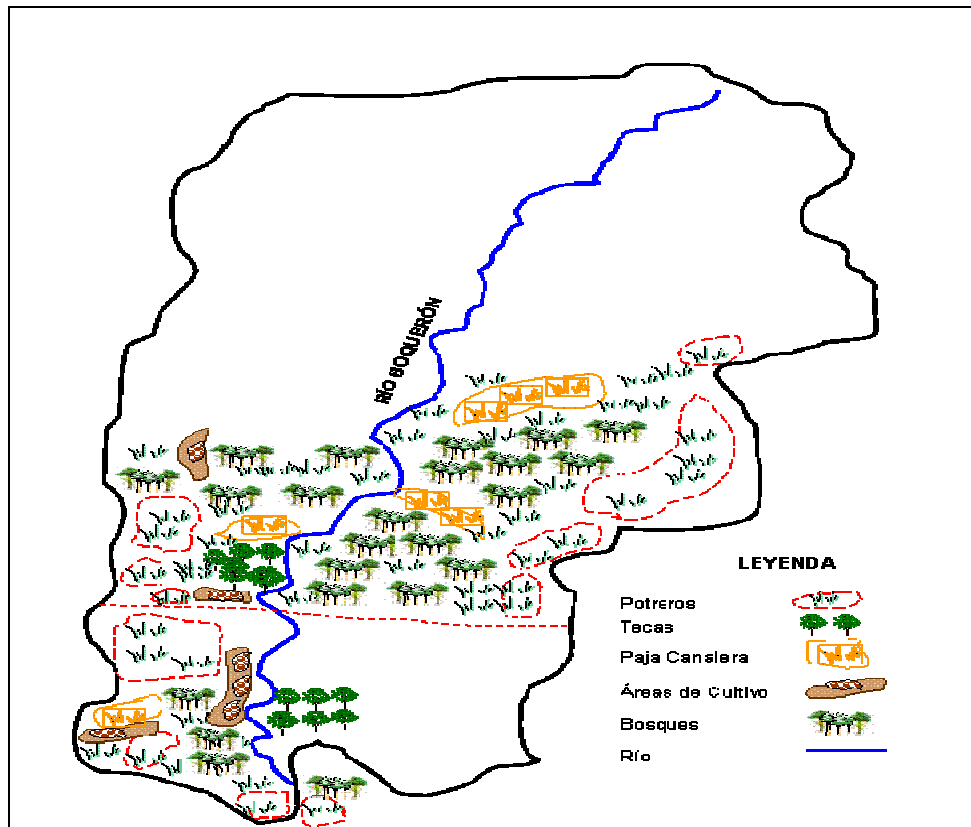 RÍO BOQUERÓN
LEYENDA
Potreros
Tecas
Paja Canalera
Áreas de Cultivo
Bosques
Río